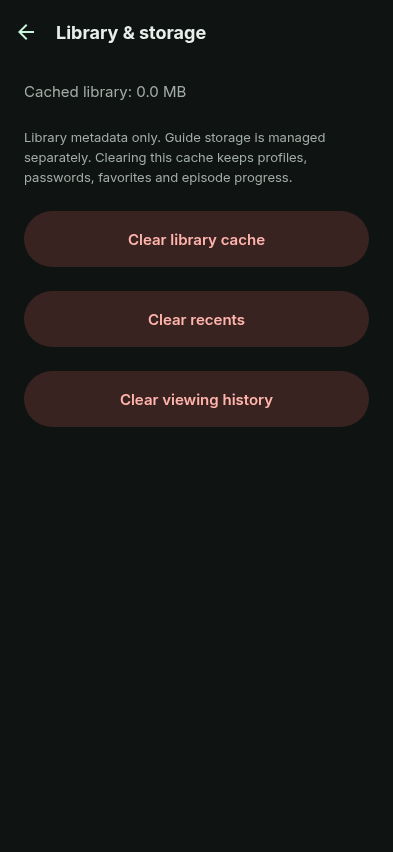 Library & storage
Cached library: 0.0 MB
Library metadata only. Guide storage is managed
separately. Clearing this cache keeps profiles,
passwords, favorites and episode progress.
Clear library cache
Clear recents
Clear viewing history